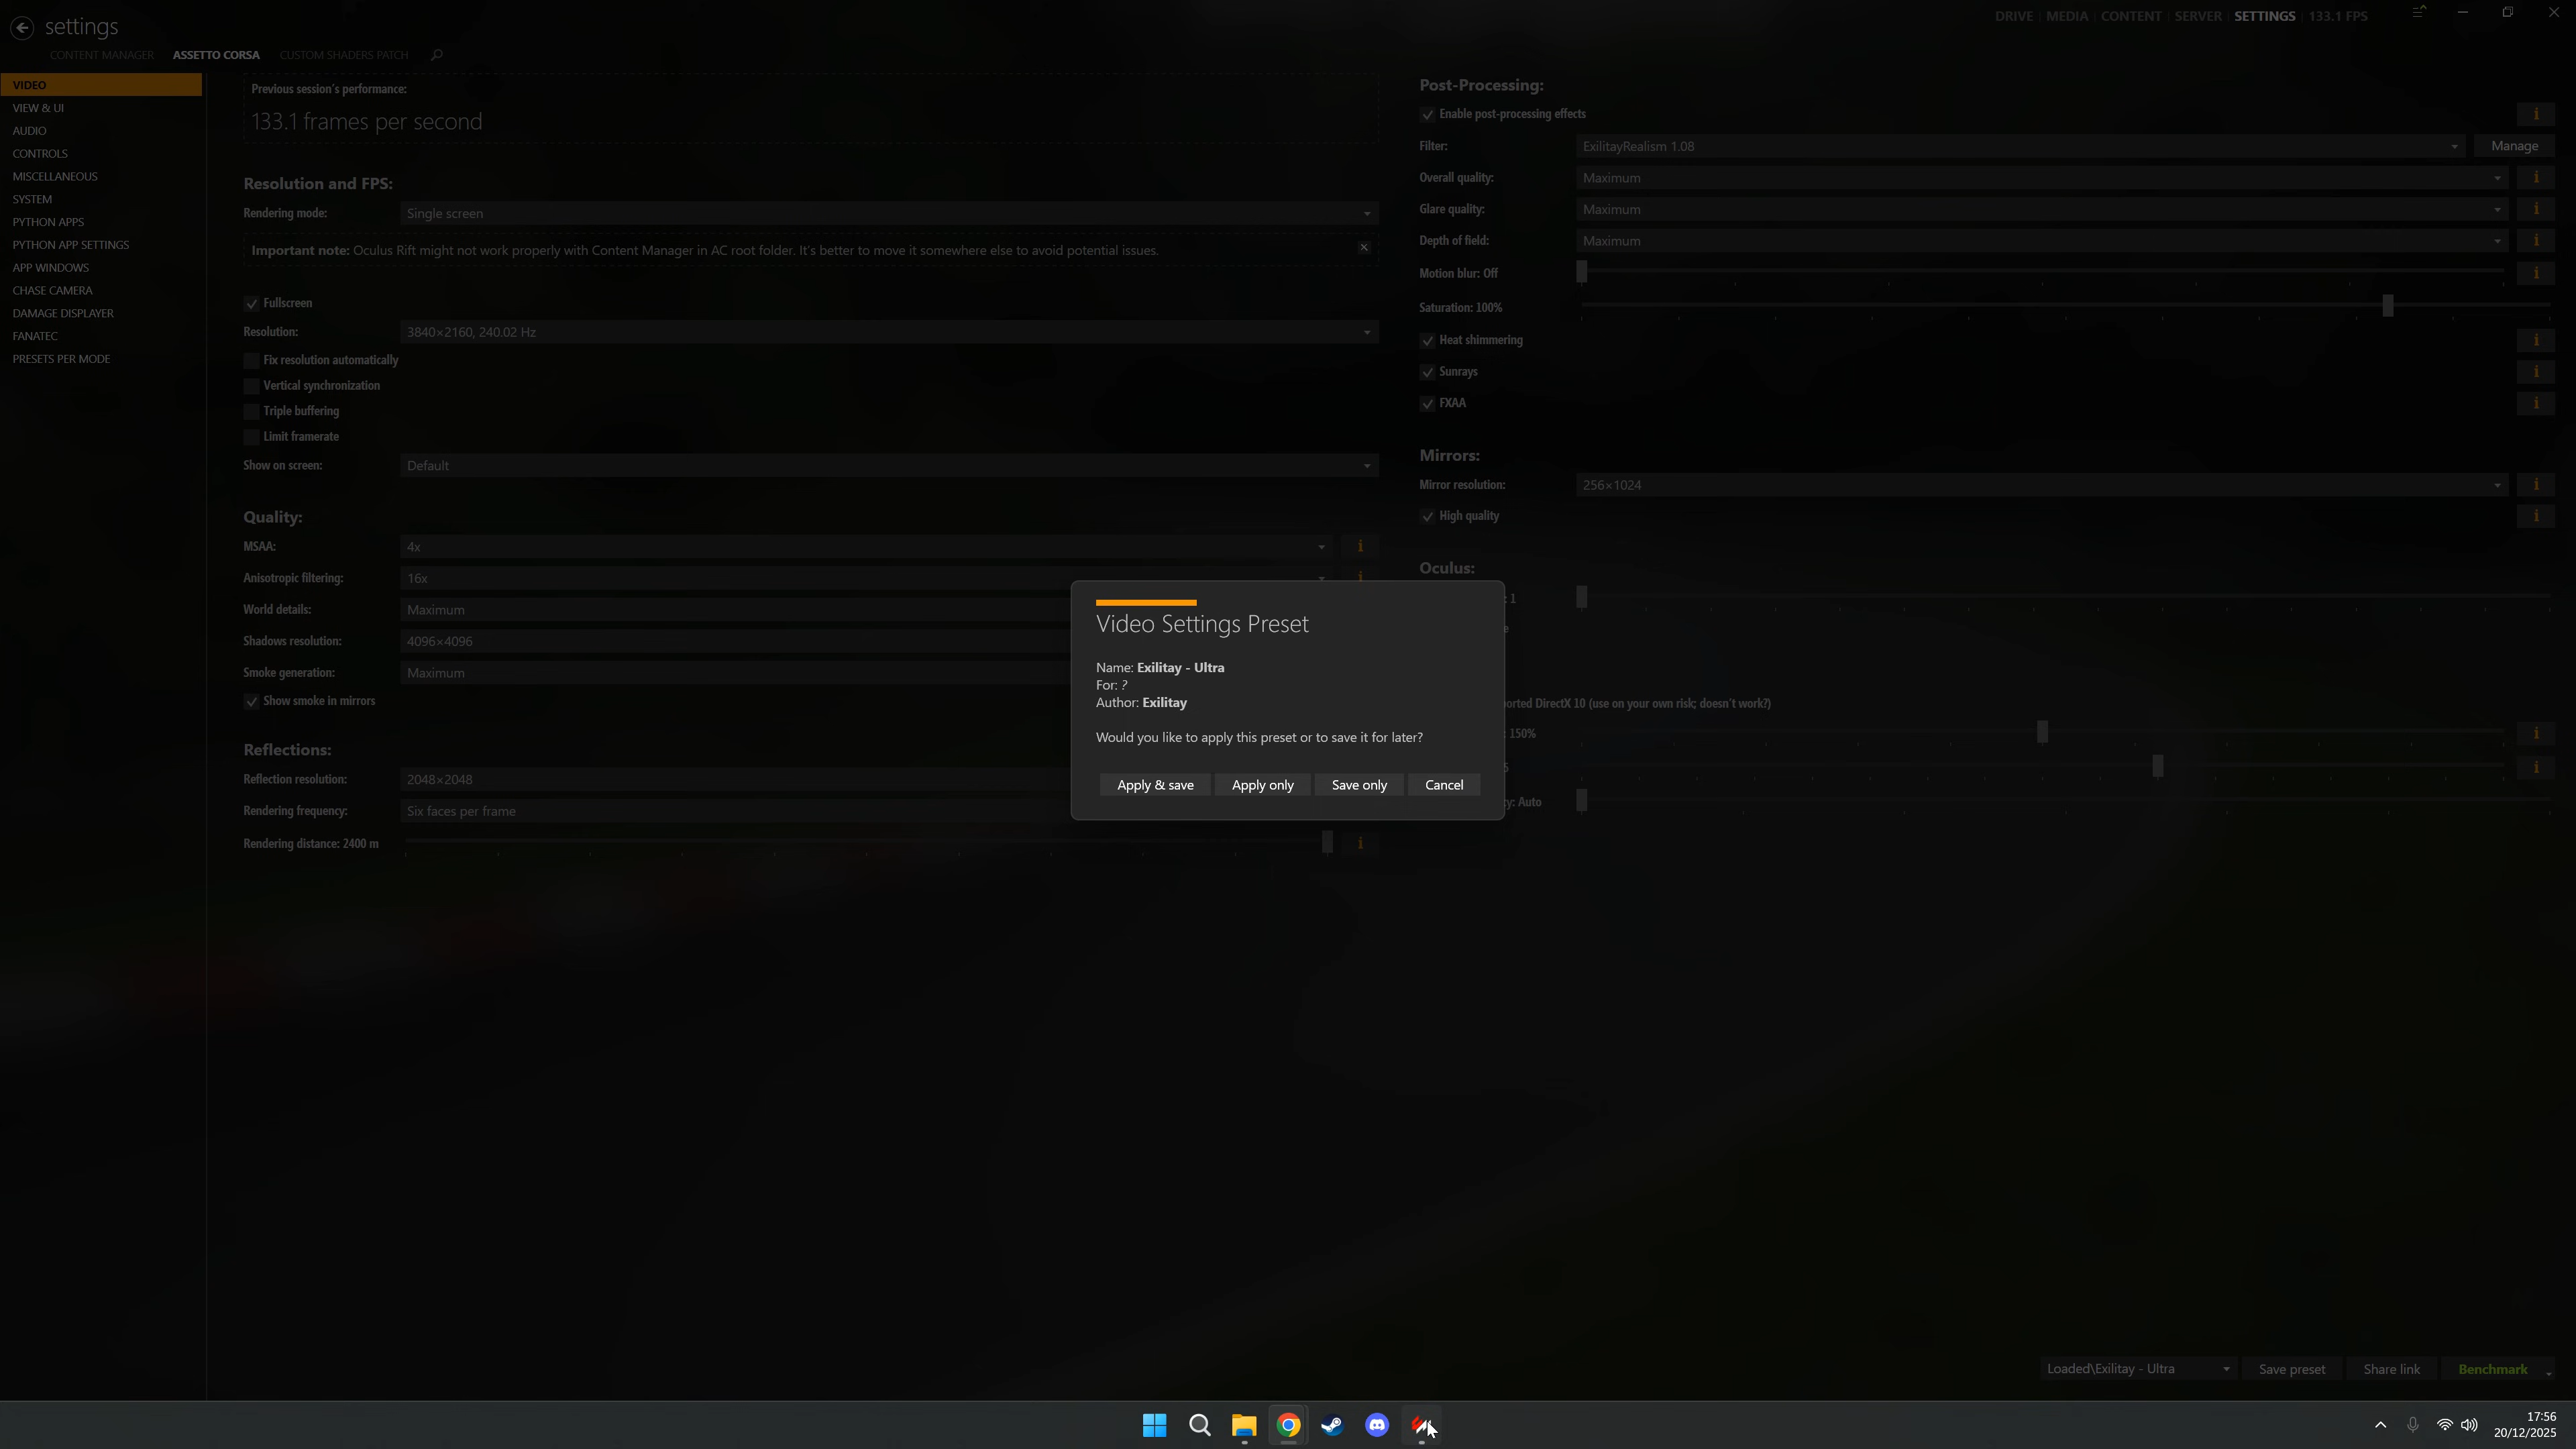 settings
DRIVE MEDIA CONTENT SERVER SETTINGS 133.1 FPS
CONTENT MANAGER ASSETTO CORSA CUSTOM SHADERS PATCH
VIDEO
VIEW & UI
AUDIO
CONTROLS
MISCELLANEOUS
SYSTEM
PYTHON APPS
PYTHON APP SETTINGS
APP WINDOWS
CHASE CAMERA
DAMAGE DISPLAYER
FANATEC
PRESETS PER MODE
Previous session's performance:
133.1 frames per second
Resolution and FPS:
Rendering mode: Single screen
Important note: Oculus Rift might not work properly with Content Manager in AC root folder. It's better to move it somewhere else to avoid potential issues.
Fullscreen
Resolution: 3840×2160, 240.02 Hz
Fix resolution automatically
Vertical synchronization
Triple buffering
Limit framerate
Show on screen: Default
Quality:
MSAA: 4x
Anisotropic filtering: 16x
World details: Maximum
Shadows resolution: 4096×4096
Smoke generation: Maximum
Show smoke in mirrors
Reflections:
Reflection resolution: 2048×2048
Rendering frequency: Six faces per frame
Rendering distance: 2400 m
Post-Processing:
Enable post-processing effects
Filter: ExilitayRealism 1.08 Manage
Overall quality: Maximum
Glare quality: Maximum
Depth of field: Maximum
Motion blur: Off
Saturation: 100%
Heat shimmering
Sunrays
FXAA
Mirrors:
Mirror resolution: 256×1024
High quality
Oculus:
: 1
e
orted DirectX 10 (use on your own risk; doesn't work?)
: 150%
5
cy: Auto
Video Settings Preset
Name: Exilitay - Ultra
For: ?
Author: Exilitay
Would you like to apply this preset or to save it for later?
Apply & save Apply only Save only Cancel
Loaded\Exilitay - Ultra Save preset Share link Benchmark
17:56
20/12/2025